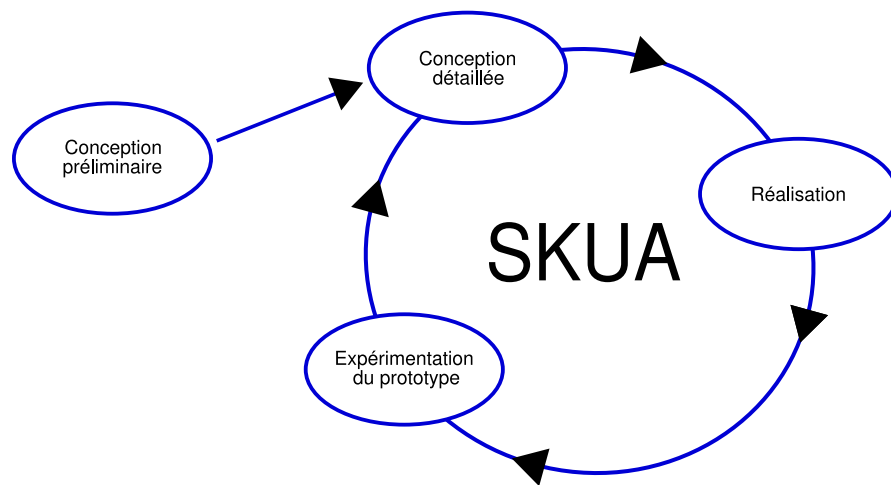 Conception
détaillée
Conception
préliminaire
Réalisation
SKUA
Expérimentation
du prototype